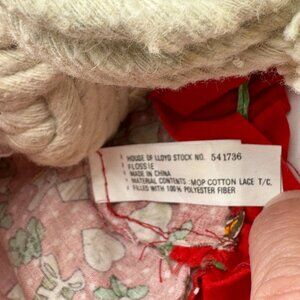 HOUSE OF LLOYD STOCK NO. 541736
FLOSSIE
MADE IN CHINA
MATERIAL CONTENTS :MOP COTTON LACE T/C.
FILLED WITH 100% POLYESTER FIBER